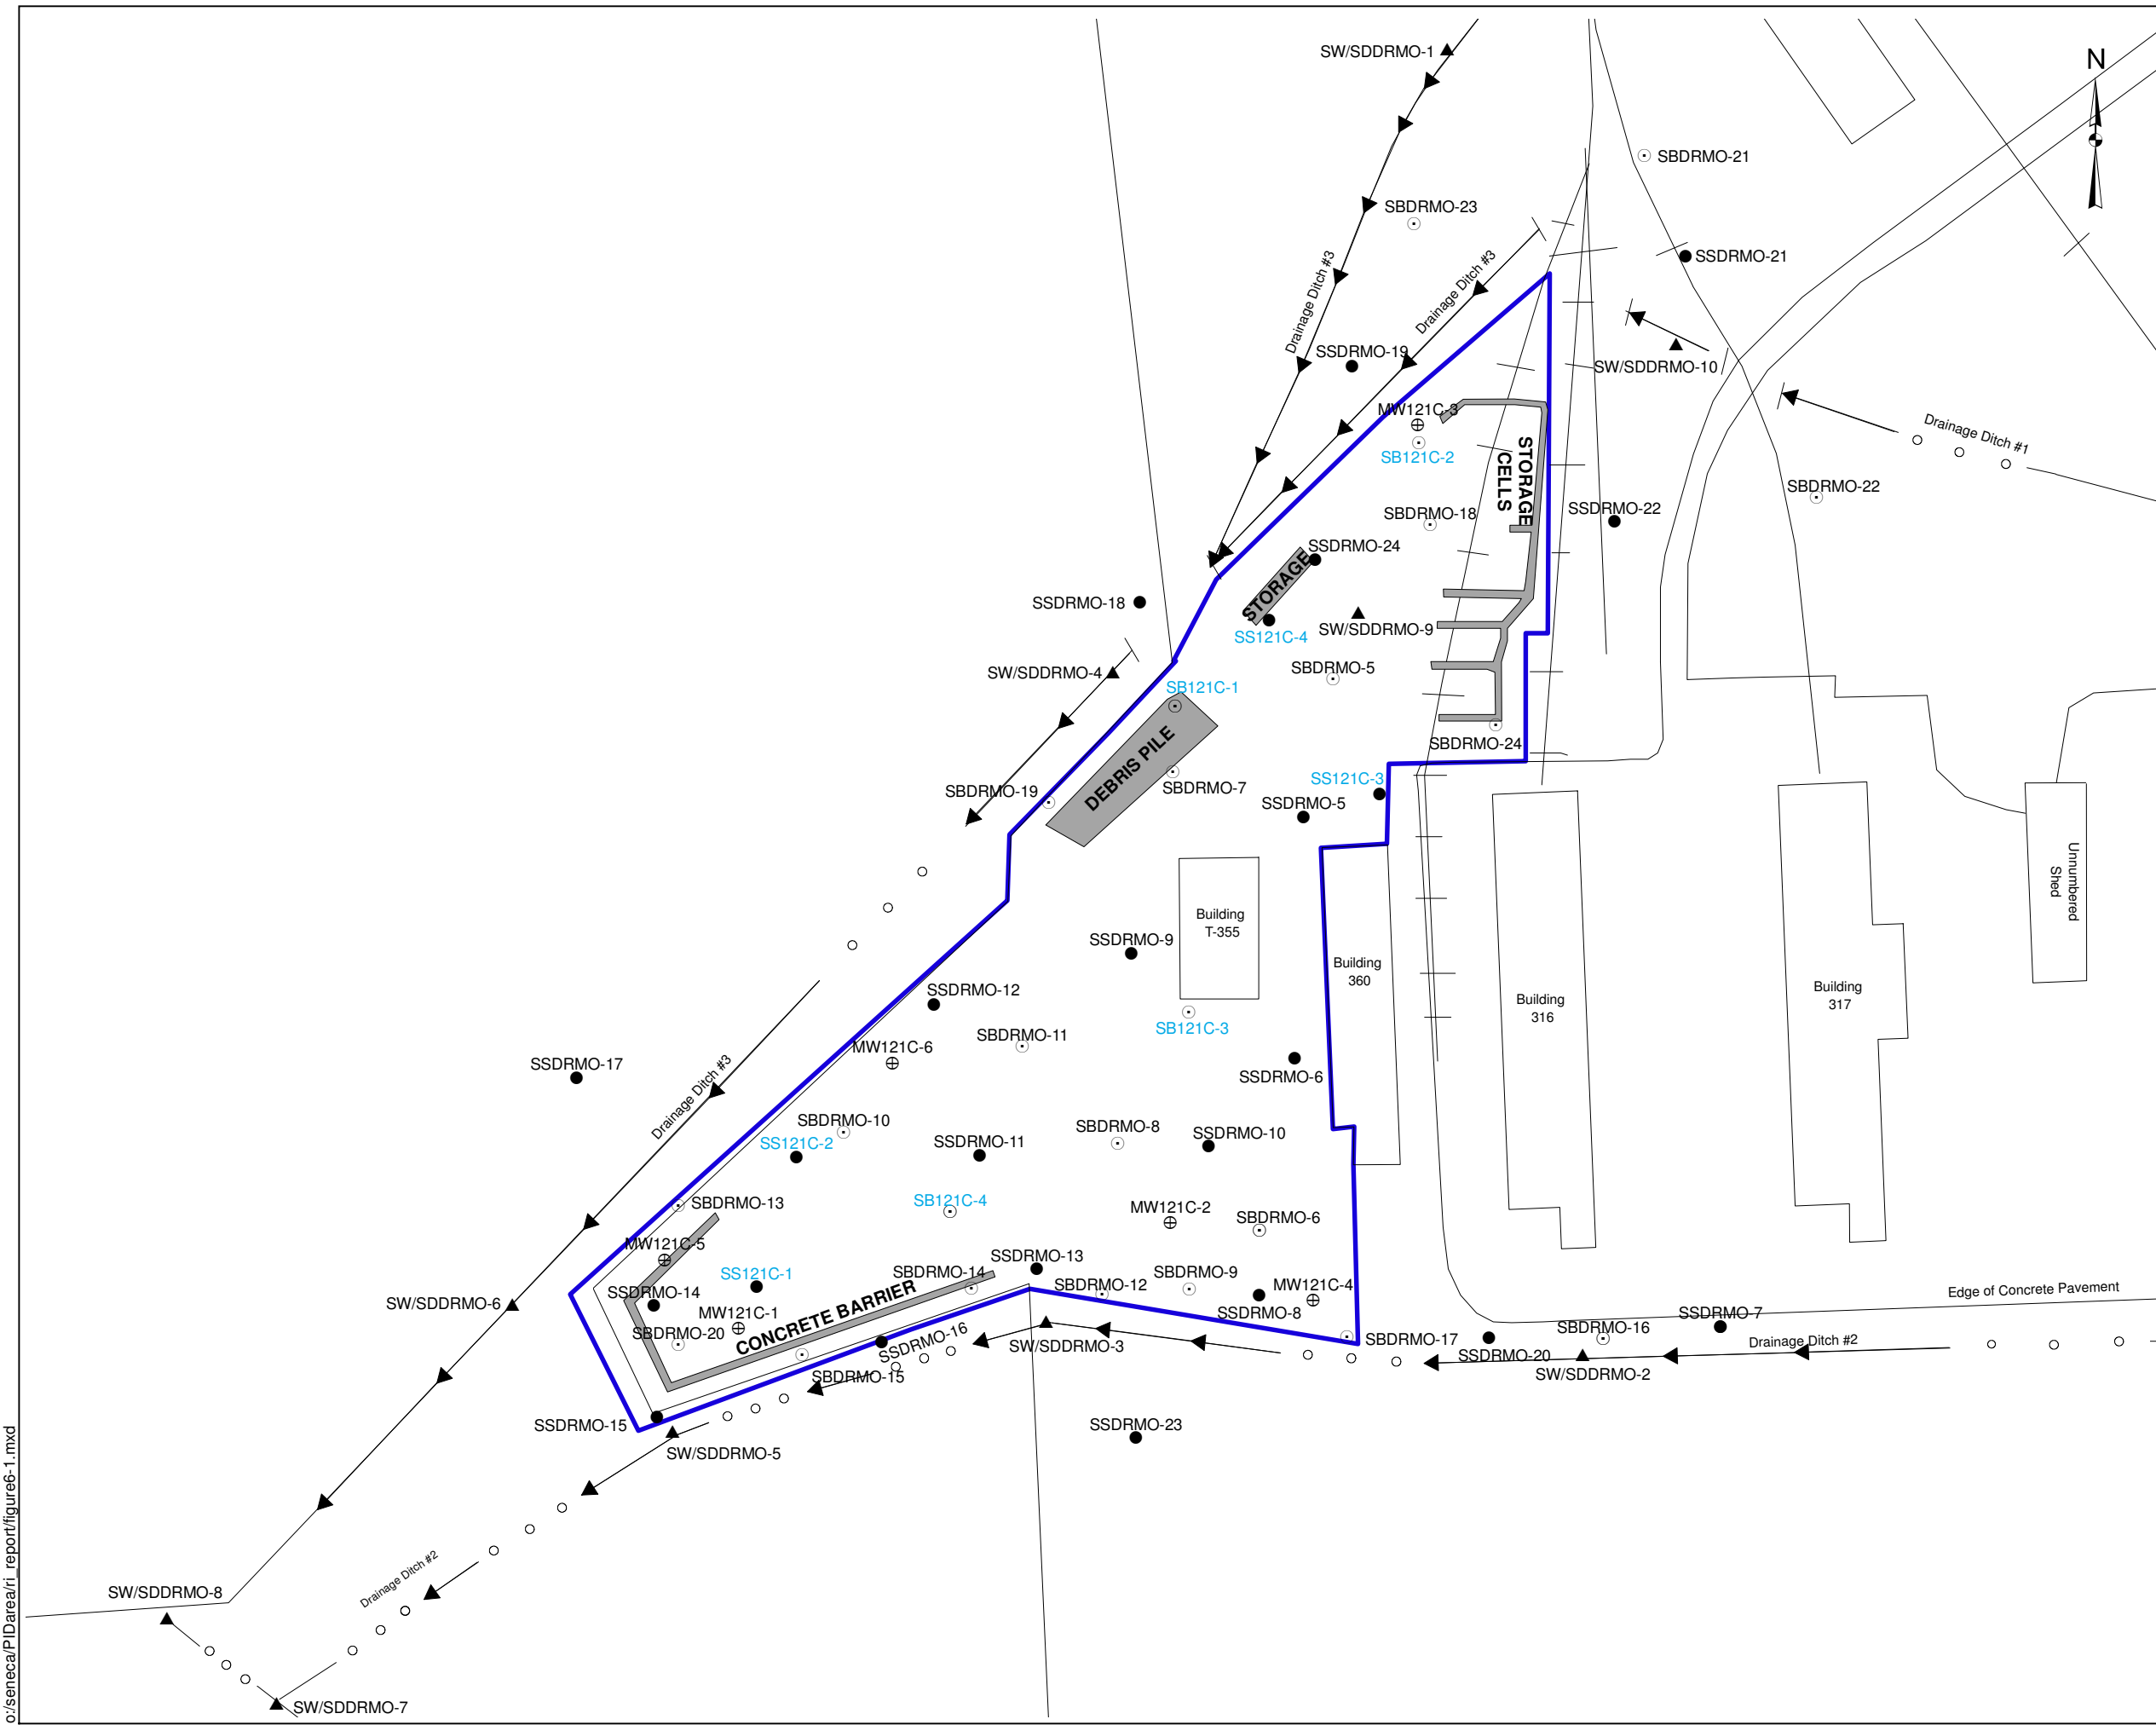 SW/SDDRMO-1
N
SBDRMO-21
SBDRMO-23
SSDRMO-21
Drainage Ditch #3
Drainage Ditch #3
SSDRMO-19
SW/SDDRMO-10
MW121C-3
Drainage Ditch #1
SB121C-2
STORAGE
CELLS
SBDRMO-22
SBDRMO-18
SSDRMO-22
SSDRMO-24
STORAGE
SSDRMO-18
SW/SDDRMO-9
SS121C-4
SBDRMO-5
SW/SDDRMO-4
SB121C-1
SBDRMO-24
DEBRIS PILE
SS121C-3
SBDRMO-19
SBDRMO-7
SSDRMO-5
Unnumbered
Shed
Building
T-355
SSDRMO-9
Building
360
Building
316
Building
317
SSDRMO-12
SB121C-3
SBDRMO-11
MW121C-6
SSDRMO-17
SSDRMO-6
Drainage Ditch #3
SBDRMO-10
SBDRMO-8
SSDRMO-10
SS121C-2
SSDRMO-11
SBDRMO-13
SB121C-4
MW121C-2
SBDRMO-6
MW121C-5
SSDRMO-13
SS121C-1
SBDRMO-14
SBDRMO-9
SBDRMO-12
MW121C-4
SSDRMO-14
Edge of Concrete Pavement
SW/SDDRMO-6
MW121C-1
CONCRETE BARRIER
SSDRMO-8
SSDRMO-7
SBDRMO-20
SBDRMO-16
SBDRMO-17
SSDRMO-16
SW/SDDRMO-3
Drainage Ditch #2
SSDRMO-20
SBDRMO-15
SW/SDDRMO-2
SSDRMO-15
SSDRMO-23
SW/SDDRMO-5
Drainage Ditch #2
SW/SDDRMO-8
SW/SDDRMO-7
o:/seneca/PIDarea/ri_report/figure6-1.mxd